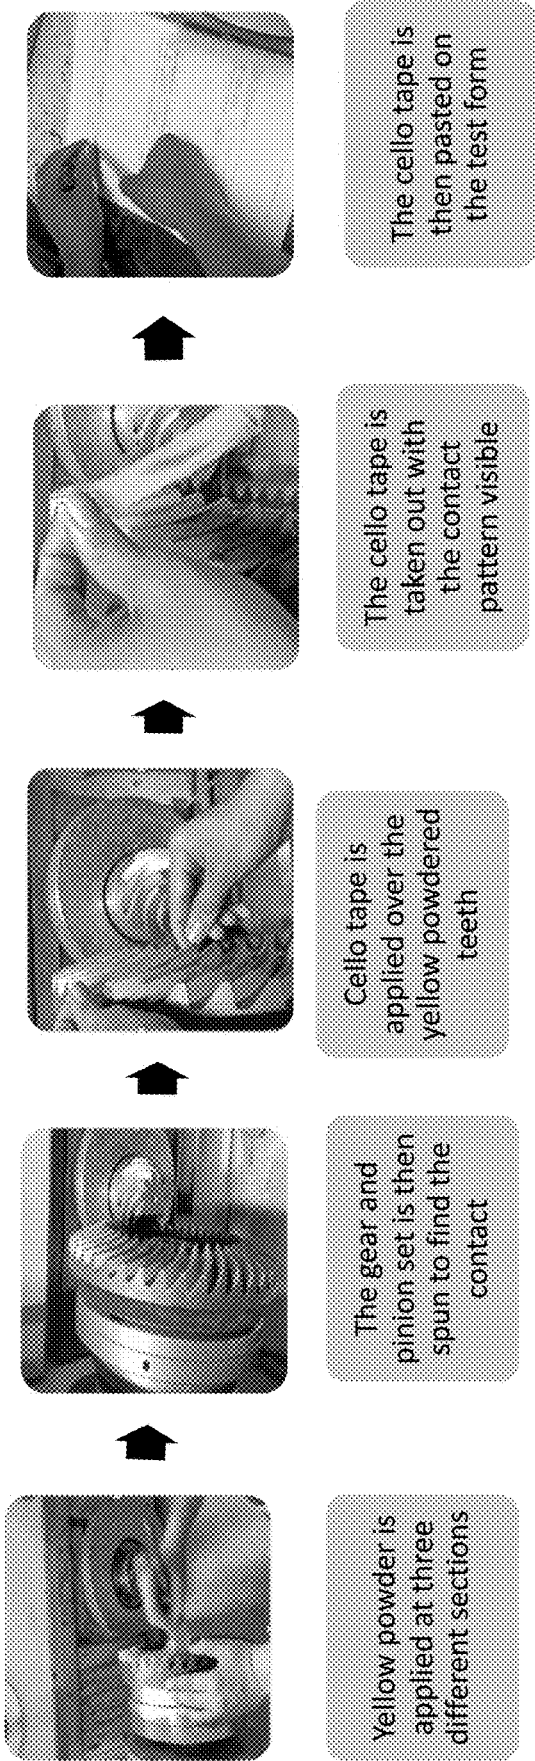 Yellow powder is
applied at three
different sections
The gear and
pinion set is then
spun to find the
contact
Cello tape is
applied over the
yellow powdered
teeth
The cello tape is
taken out with
the contact
pattern visible
The cello tape is
then pasted on
the test form